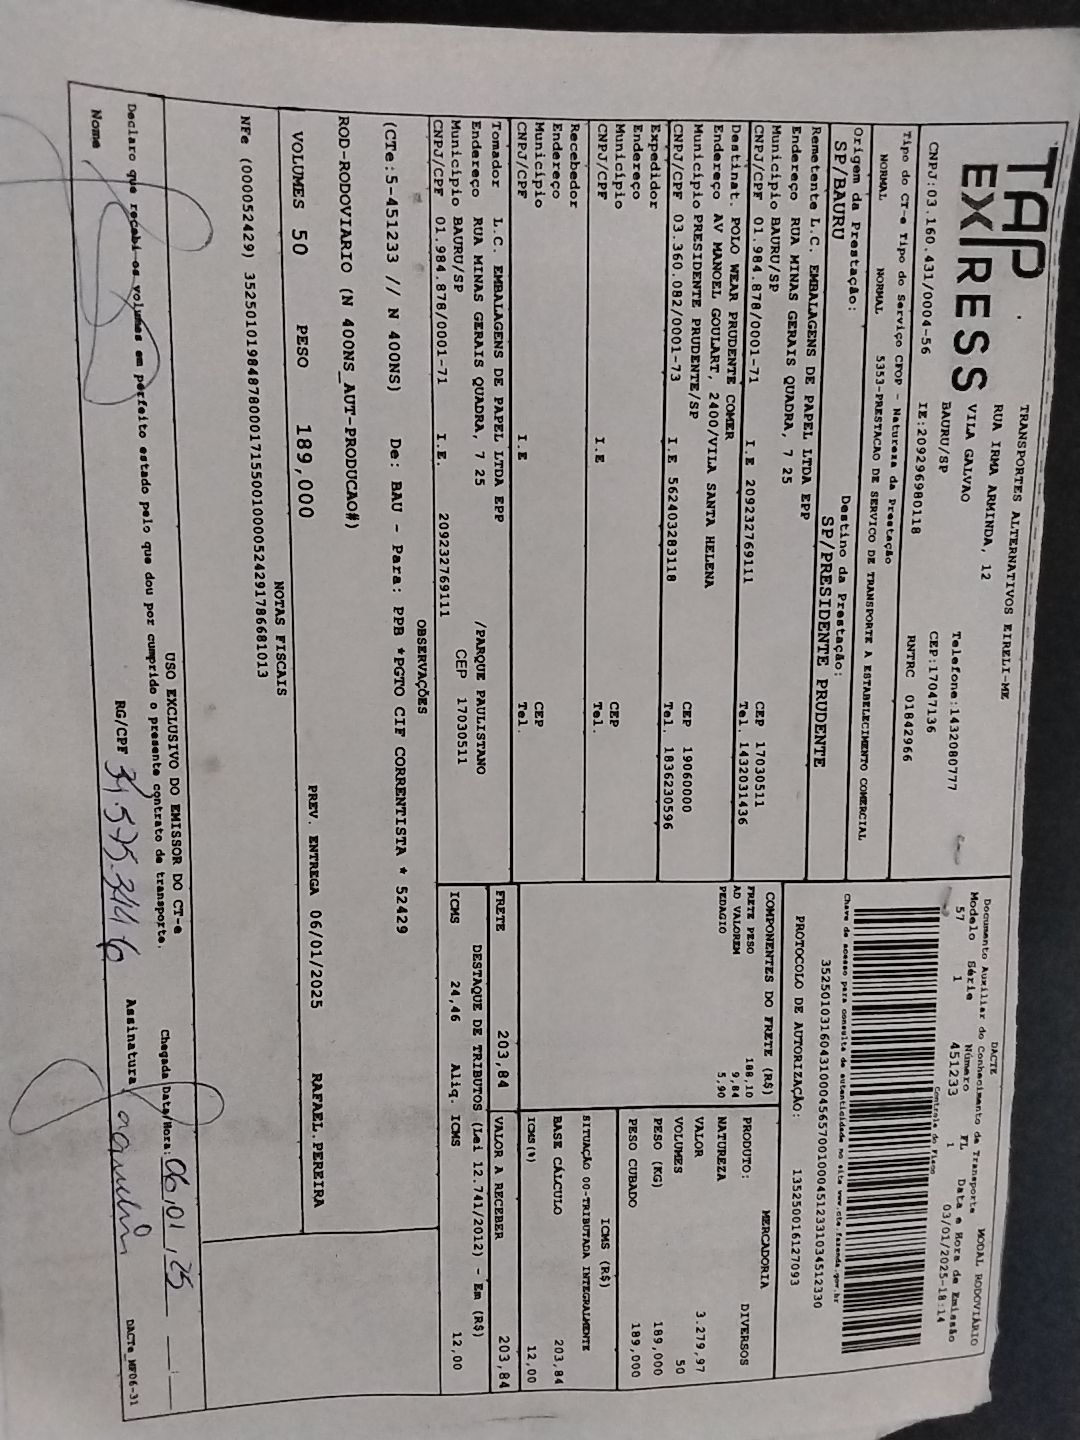 TAP EXPRESS
TRANSPORTES ALTERNATIVOS EIRELI-ME
RUA IRMA ARMINDA, 12
VILA GALVAO
BAURU/SP
Telefone:1432080777
CEP:17047136
CNPJ:03.160.431/0004-56 IE:209296980118 RNTRC 01842966
DACTE MODAL RODOVIÁRIO
Documento Auxiliar do Conhecimento de Transporte
Modelo Série Número FL Data e Hora de Emissão
57 1 451233 1 03/01/2025-18:14
Controle do Fisco
Chave de acesso para consulta de autenticidade no site www.cte.fazenda.gov.br
PROTOCOLO DE AUTORIZAÇÃO: 135250016127093
Tipo do CT-e Tipo do Serviço CFOP - Natureza da Prestação
NORMAL NORMAL 5353-PRESTACAO DE SERVICO DE TRANSPORTE A ESTABELECIMENTO COMERCIAL
Origem da Prestação: Destino da Prestação:
SP/BAURU SP/PRESIDENTE PRUDENTE
Remetente L.C. EMBALAGENS DE PAPEL LTDA EPP
Endereço RUA MINAS GERAIS QUADRA, 7 25
Município BAURU/SP CEP 17030511
CNPJ/CPF 01.984.878/0001-71 I.E 209232769111 Tel. 1432031436
Destinat. POLO WEAR PRUDENTE COMER
Endereço AV MANOEL GOULART, 2400/VILA SANTA HELENA
Município PRESIDENTE PRUDENTE/SP CEP 19060000
CNPJ/CPF 03.360.082/0001-73 I.E 562403283118 Tel. 1836230596
Expedidor
Endereço
Município CEP
CNPJ/CPF I.E Tel.
Recebedor
Endereço
Município CEP
CNPJ/CPF I.E Tel.
Tomador L.C. EMBALAGENS DE PAPEL LTDA EPP
Endereço RUA MINAS GERAIS QUADRA, 7 25 /PARQUE PAULISTANO
Município BAURU/SP CEP 17030511
CNPJ/CPF 01.984.878/0001-71 I.E. 209232769111
COMPONENTES DO FRETE (R$)
FRETE PESO 188,10
AD VALOREM 9,84
PEDAGIO 5,90
MERCADORIA
PRODUTO: DIVERSOS
NATUREZA
VALOR 3.279,97
VOLUMES 50
PESO (KG) 189,000
PESO CUBADO 189,000
ICMS (R$)
SITUAÇÃO 00-TRIBUTADA INTEGRALMENTE
BASE CÁLCULO 203,84
ICMS(%) 12,00
FRETE 203,84 VALOR A RECEBER 203,84
DESTAQUE DE TRIBUTOS (Lei 12.741/2012) - Em (R$)
ICMS 24,46 Aliq. ICMS 12,00
OBSERVAÇÕES
(CTe:5-451233 // N 400NS) De: BAU - Para: PPB *PGTO CIF CORRENTISTA * 52429
ROD-RODOVIARIO (N 400NS_AUT-PRODUCAO#)
VOLUMES 50 PESO 189,000 PREV. ENTREGA 06/01/2025 RAFAEL.PEREIRA
NOTAS FISCAIS
NFe (000052429) 35250101984878000171550010000524291786681013
USO EXCLUSIVO DO EMISSOR DO CT-e
Declaro que recebi os volumes em perfeito estado pelo que dou por cumprido o presente contrato de transporte.
Chegada Data/Hora: 06/01/25
Nome RG/CPF Assinatura
DACTe_MF06-31